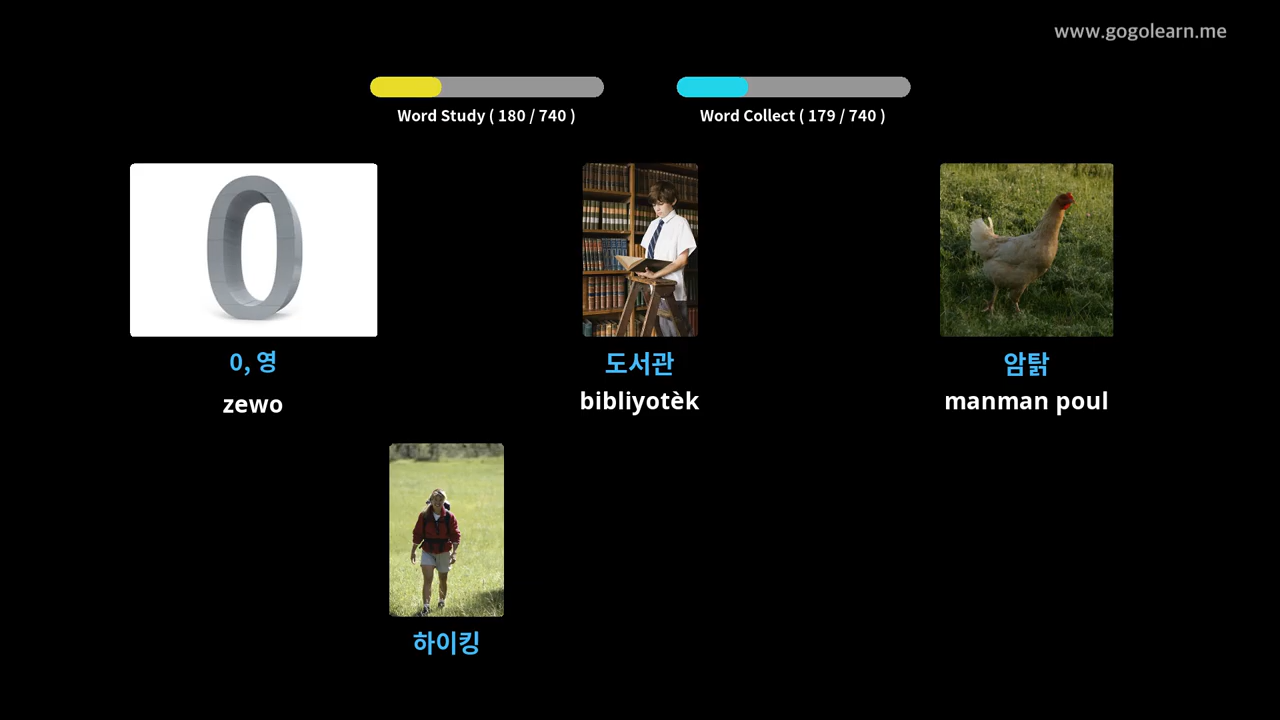 www.gogolearn.me
Word Study ( 180 / 740 )
Word Collect ( 179 / 740 )
0
0, 영
도서관
암탉
zewo
bibliyotèk
manman poul
하이킹